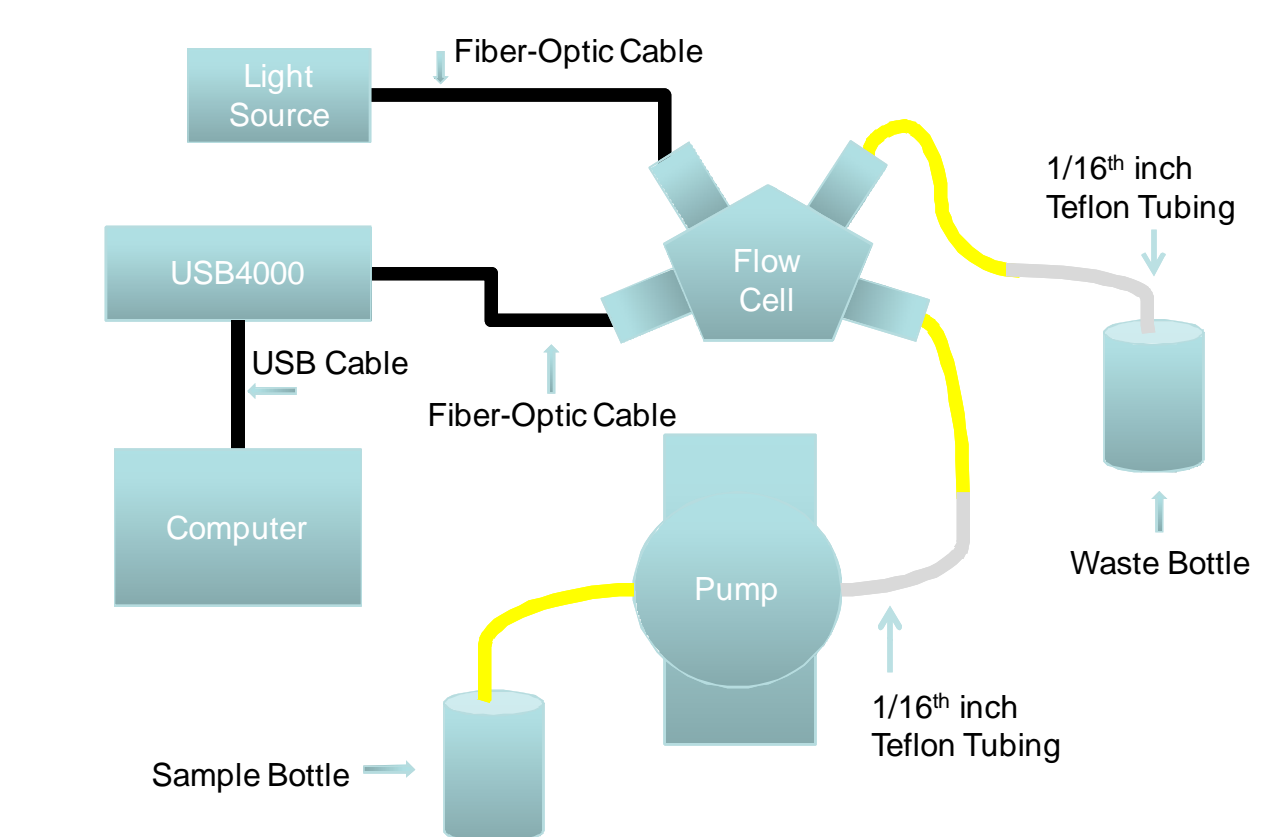 Fiber-Optic Cable
Light
Source
1/16th inch
Teflon Tubing
Flow
Cell
USB4000
USB Cable
Fiber-Optic Cable
Computer
Waste Bottle
Pump
1/16th inch
Teflon Tubing
Sample Bottle